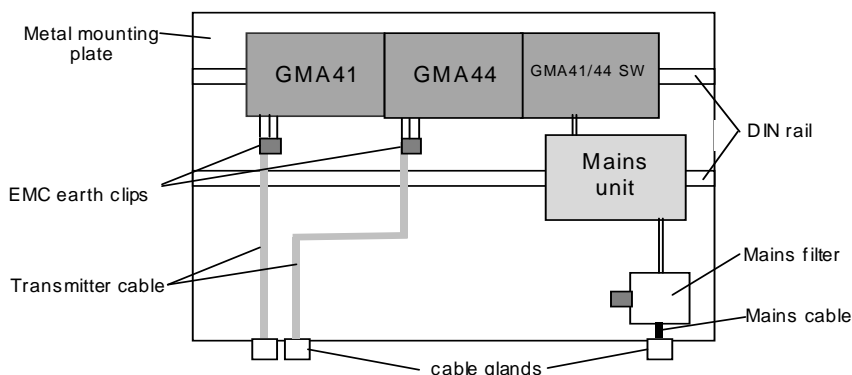 Metal mounting
plate
GMA41
GMA44
GMA41/44 SW
DIN rail
Mains
unit
EMC earth clips
Transmitter cable
Mains filter
Mains cable
cable glands